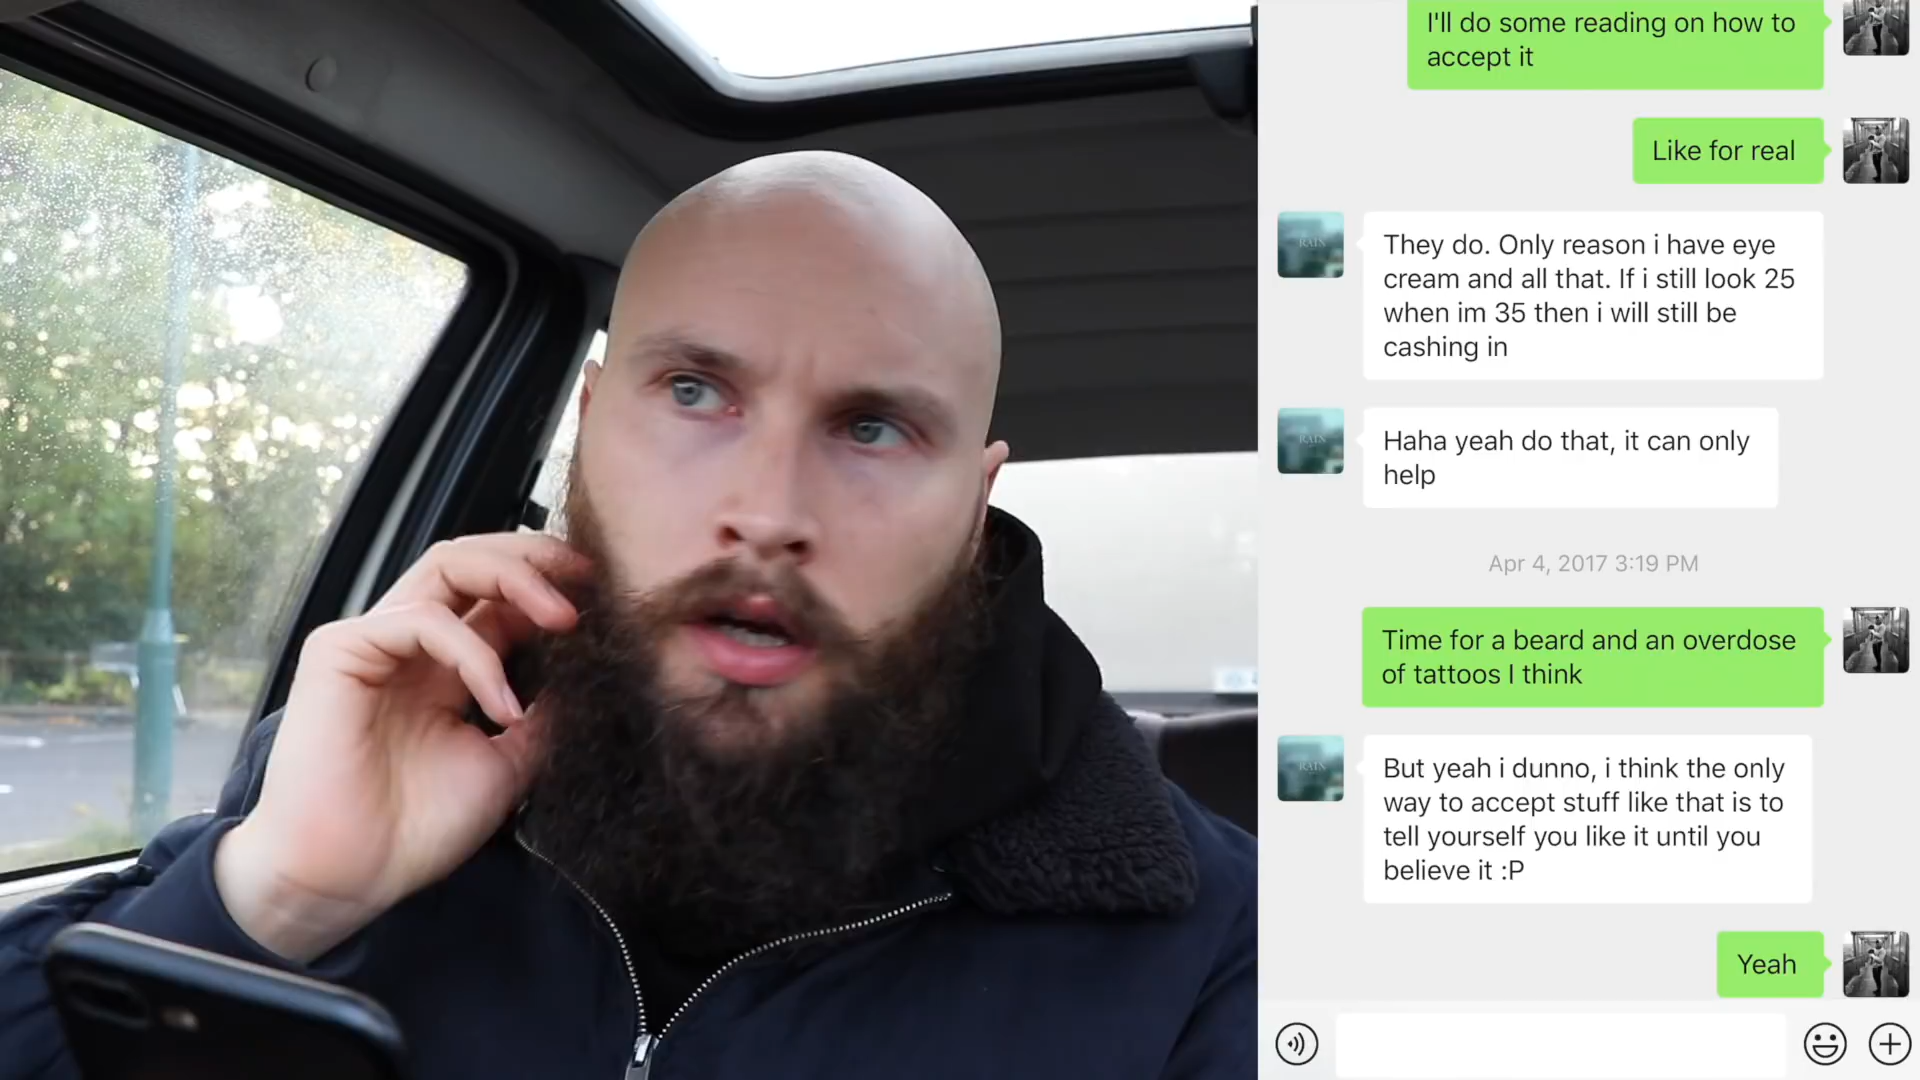 I'll do some reading on how to
accept it
Like for real
RAIN
They do. Only reason i have eye
cream and all that. If i still look 25
when im 35 then i will still be
cashing in
RAIN
Haha yeah do that, it can only
help
Apr 4, 2017 3:19 PM
Time for a beard and an overdose
of tattoos I think
RAIN
But yeah i dunno, i think the only
way to accept stuff like that is to
tell yourself you like it until you
believe it :P
Yeah